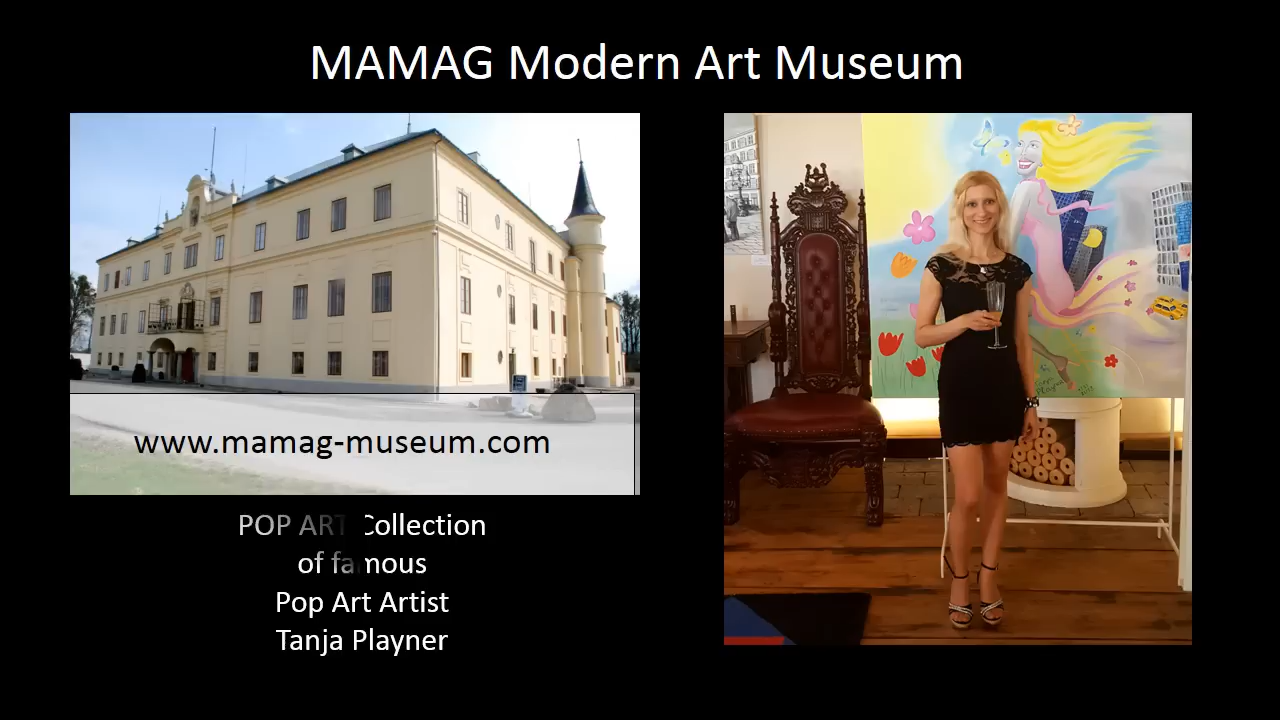 MAMAG Modern Art Museum
www.mamag-museum.com
POP ART Collection
of famous
Pop Art Artist
Tanja Playner